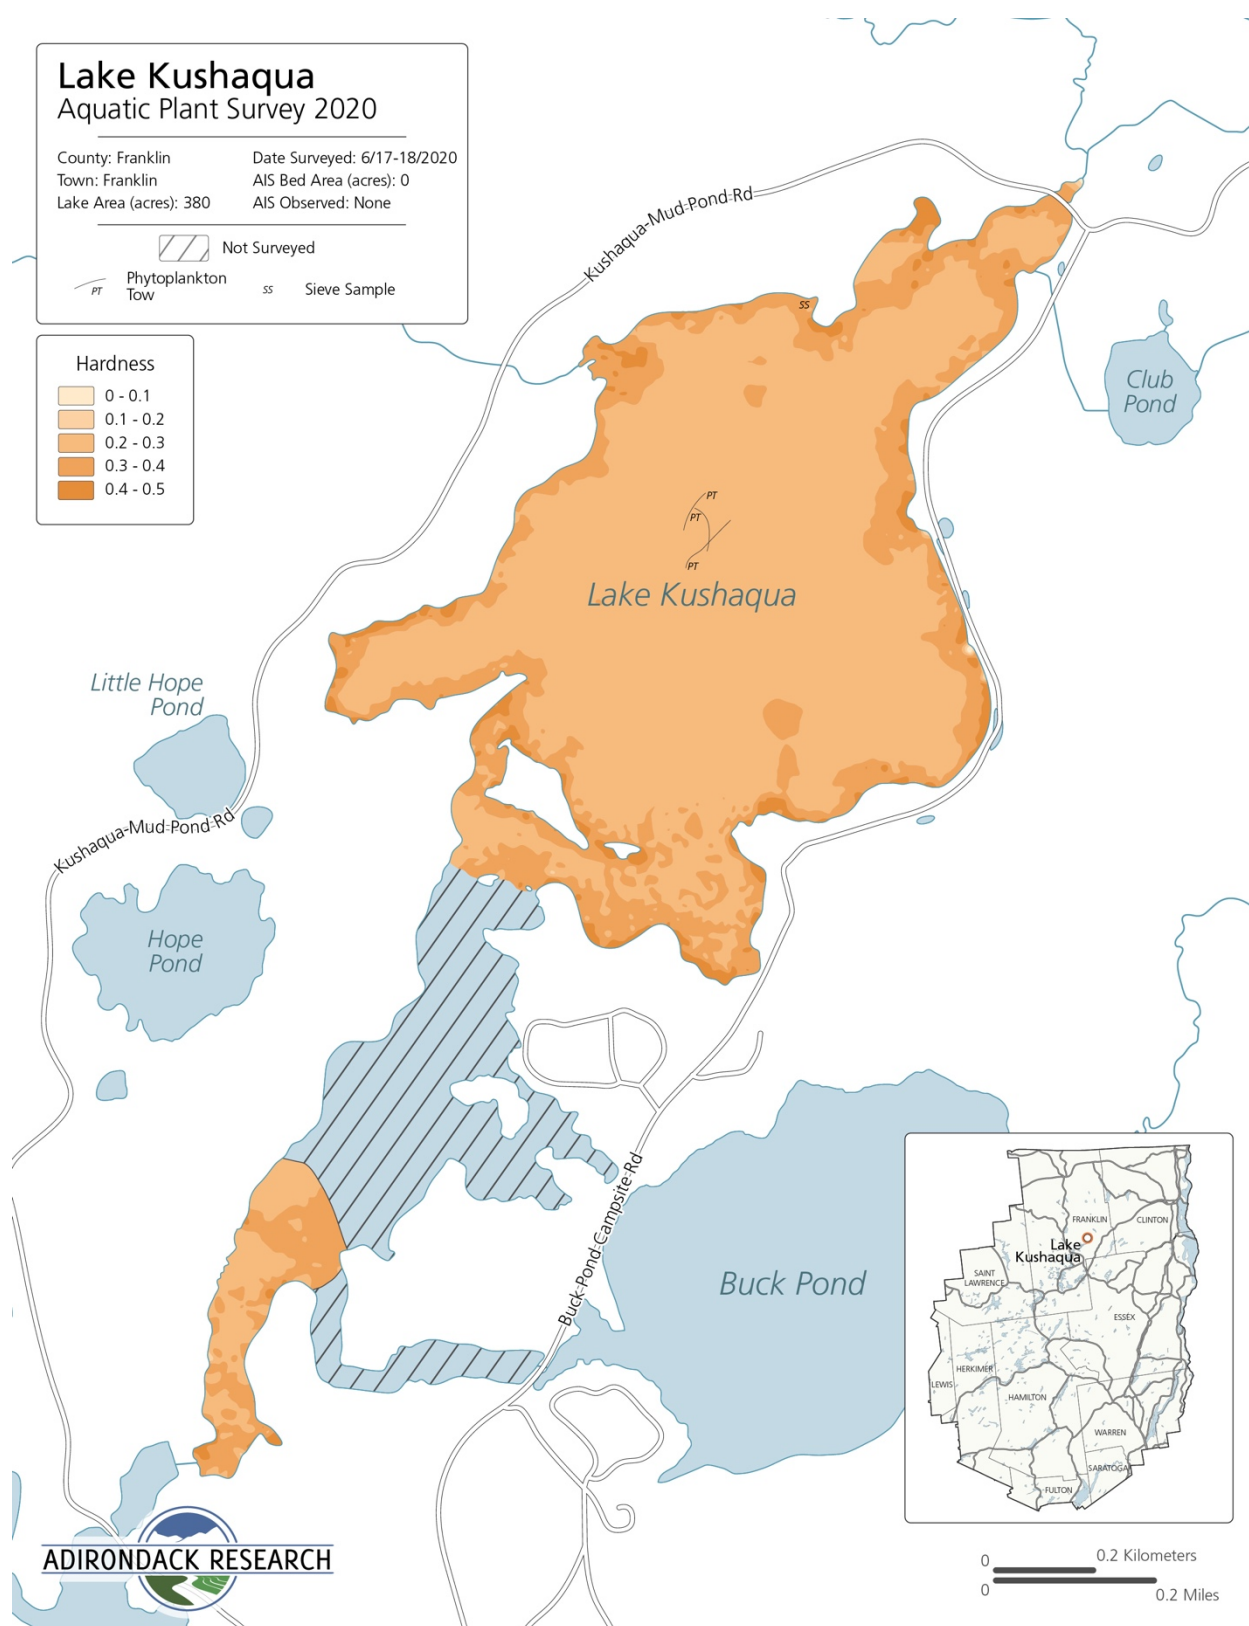 Lake Kushaqua
Aquatic Plant Survey 2020
County: Franklin
Date Surveyed: 6/17-18/2020
Town: Franklin
AIS Bed Area (acres): 0
Lake Area (acres): 380
AIS Observed: None
Not Surveyed
PT
Phytoplankton
Tow
SS
Sieve Sample
Hardness
0 - 0.1
0.1 - 0.2
0.2 - 0.3
0.3 - 0.4
0.4 - 0.5
Kushaqua-Mud-Pond-Rd
SS
Club
Pond
PT
PT
PT
Lake Kushaqua
Little Hope
Pond
Kushaqua-Mud-Pond-Rd
Hope
Pond
Buck-Pond-Campsite-Rd
Buck Pond
FRANKLIN
CLINTON
Lake
Kushaqua
SAINT
LAWRENCE
ESSEX
HERKIMER
LEWIS
HAMILTON
WARREN
SARATOGA
FULTON
ADIRONDACK RESEARCH
0
0.2 Kilometers
0
0.2 Miles